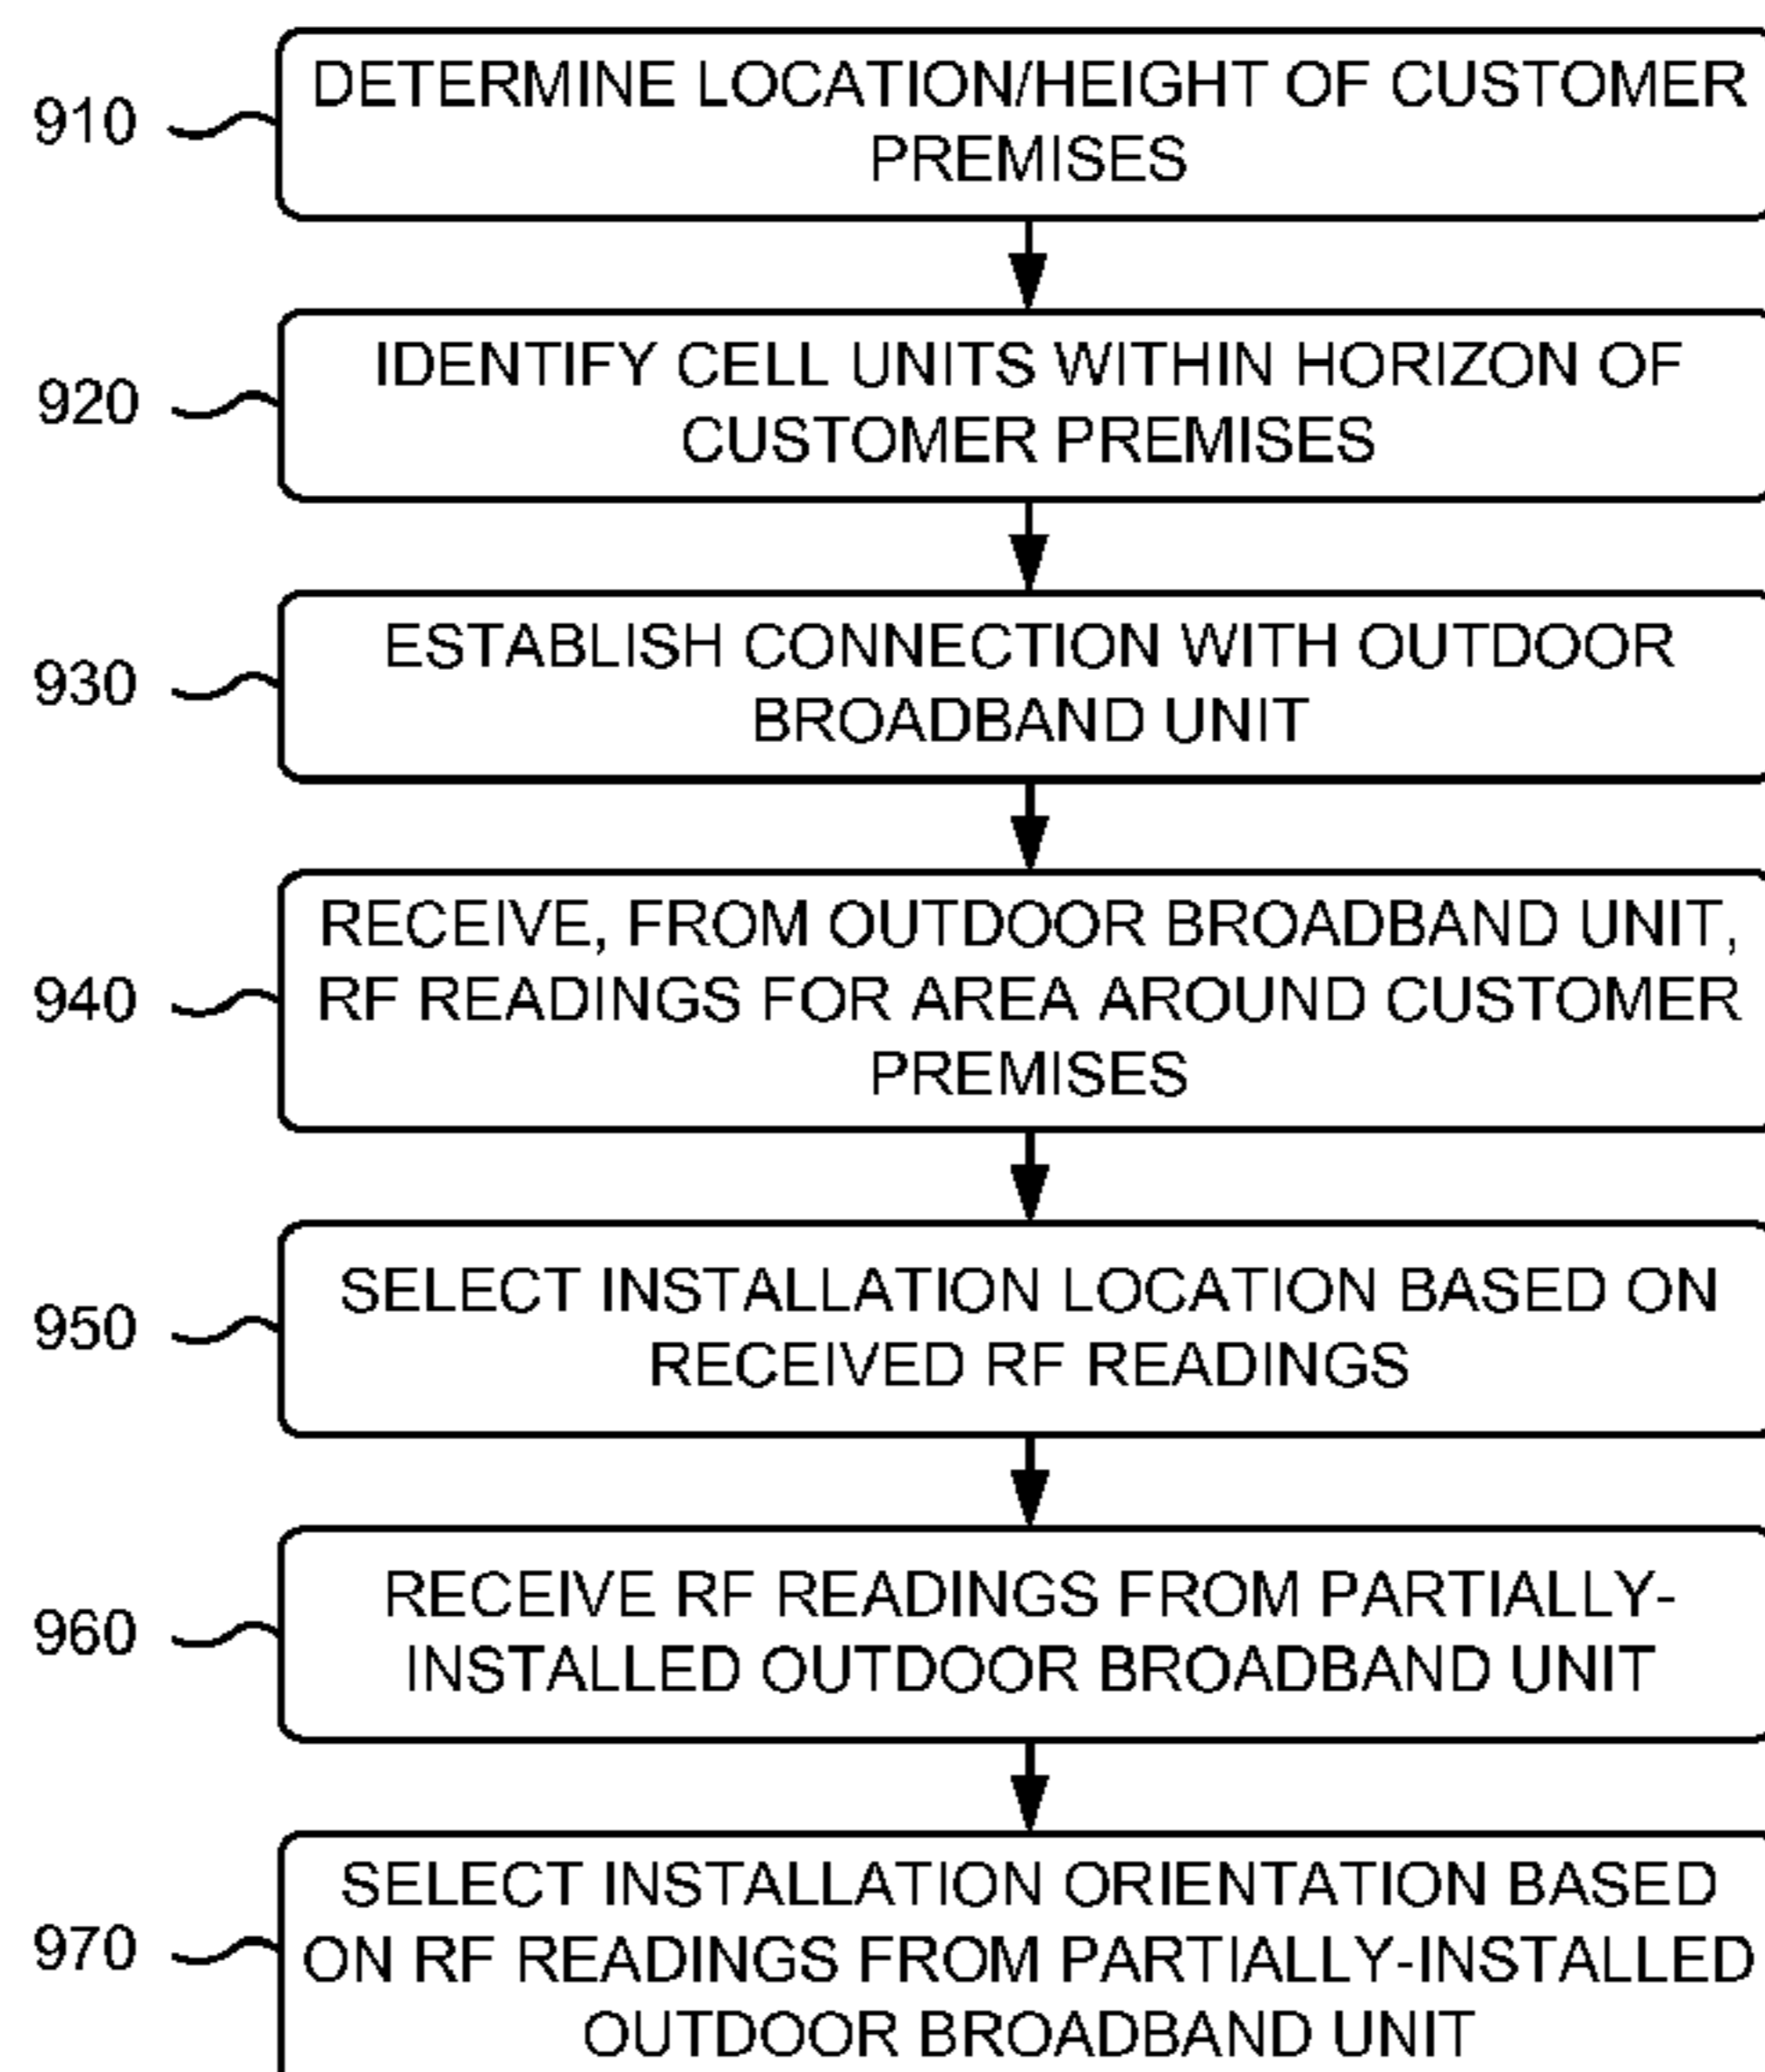 910
DETERMINE LOCATION/HEIGHT OF CUSTOMER
PREMISES
920
IDENTIFY CELL UNITS WITHIN HORIZON OF
CUSTOMER PREMISES
930
ESTABLISH CONNECTION WITH OUTDOOR
BROADBAND UNIT
940
RECEIVE, FROM OUTDOOR BROADBAND UNIT,
RF READINGS FOR AREA AROUND CUSTOMER
PREMISES
950
SELECT INSTALLATION LOCATION BASED ON
RECEIVED RF READINGS
960
RECEIVE RF READINGS FROM PARTIALLY-
INSTALLED OUTDOOR BROADBAND UNIT
970
SELECT INSTALLATION ORIENTATION BASED
ON RF READINGS FROM PARTIALLY-INSTALLED
OUTDOOR BROADBAND UNIT